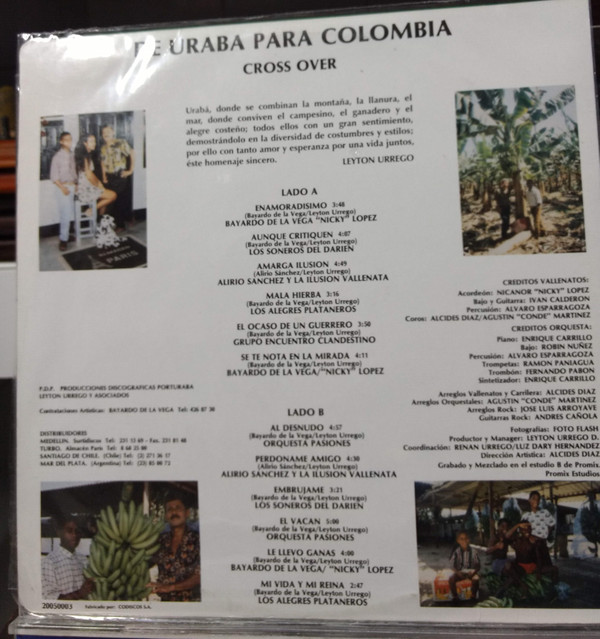 DE URABA PARA COLOMBIA
CROSS OVER
Urabá, donde se combinan la montaña, la llanura, el
mar, donde conviven el campesino, el ganadero y el
alegre costeño; todos ellos con un gran sentimiento,
demostrándolo en la diversidad de costumbres y estilos;
por ello con tanto amor y esperanza por una vida juntos,
éste homenaje sincero.
LEYTON URREGO
PARIS
LADO A
ENAMORADISIMO 3:48
(Bayardo de la Vega/Leyton Urrego)
BAYARDO DE LA VEGA "NICKY" LOPEZ
AUNQUE CRITIQUEN 4:07
(Bayardo de la Vega/Leyton Urrego)
LOS SONEROS DEL DARIEN
AMARGA ILUSION 4:49
(Alirio Sánchez/Leyton Urrego)
ALIRIO SANCHEZ Y LA ILUSION VALLENATA
MALA HIERBA 3:16
(Bayardo de la Vega/Leyton Urrego)
LOS ALEGRES PLATANEROS
EL OCASO DE UN GUERRERO 3:50
(Bayardo de la Vega/Leyton Urrego)
GRUPO ENCUENTRO CLANDESTINO
SE TE NOTA EN LA MIRADA 4:11
(Bayardo de la Vega/Leyton Urrego)
BAYARDO DE LA VEGA/"NICKY" LOPEZ
LADO B
AL DESNUDO 4:57
(Bayardo de la Vega/Leyton Urrego)
ORQUESTA PASIONES
PERDONAME AMIGO 4:30
(Alirio Sánchez/Leyton Urrego)
ALIRIO SANCHEZ Y LA ILUSION VALLENATA
EMBRUJAME 3:21
(Bayardo de la Vega/Leyton Urrego)
LOS SONEROS DEL DARIEN
EL VACAN 5:00
(Bayardo de la Vega/Leyton Urrego)
ORQUESTA PASIONES
LE LLEVO GANAS 4:00
(Bayardo de la Vega/Leyton Urrego)
BAYARDO DE LA VEGA/ "NICKY" LOPEZ
MI VIDA Y MI REINA 2:47
(Bayardo de la Vega/Leyton Urrego)
LOS ALEGRES PLATANEROS
CREDITOS VALLENATOS:
Acordeón: NICANOR "NICKY" LOPEZ
Bajo y Guitarra: IVAN CALDERON
Percusión: ALVARO ESPARRAGOZA
Coros: ALCIDES DIAZ/AGUSTIN "CONDE" MARTINEZ
CREDITOS ORQUESTA:
Piano: ENRIQUE CARRILLO
Bajo: ROBIN NUÑEZ
Percusión: ALVARO ESPARRAGOZA
Trompetas: RAMON PANIAGUA
Trombón: FERNANDO PABON
Sintetizador: ENRIQUE CARRILLO
Arreglos Vallenatos y Carrilera: ALCIDES DIAZ
Arreglos Orquestales: AGUSTIN "CONDE" MARTINEZ
Arreglos Rock: JOSE LUIS ARROYAVE
Guitarras Rock: ANDRES CAÑOLA
Fotografías: FOTO FLASH
Productor y Manager: LEYTON URREGO D.
Coordinación: RENAN URREGO/LUZ DARY HERNANDEZ
Dirección Artística: ALCIDES DIAZ
Grabado y Mezclado en el estudio B de Promix.
Promix Estudios
P.D.P. PRODUCCIONES DISCOGRAFICAS PORTURABA
LEYTON URREGO Y ASOCIADOS
Contrataciones Artísticas: BAYARDO DE LA VEGA Tel:
DISTRIBUIDORES
MEDELLIN. Surtidiscos Tel: 231 15 69 - Fax.
TURBO. Almacén Paris Tel:
SANTIAGO DE CHILE. (Chile) Tel:
MAR DEL PLATA. (Argentina) Tel:
20050003
Fabricado por: CODISCOS S.A.